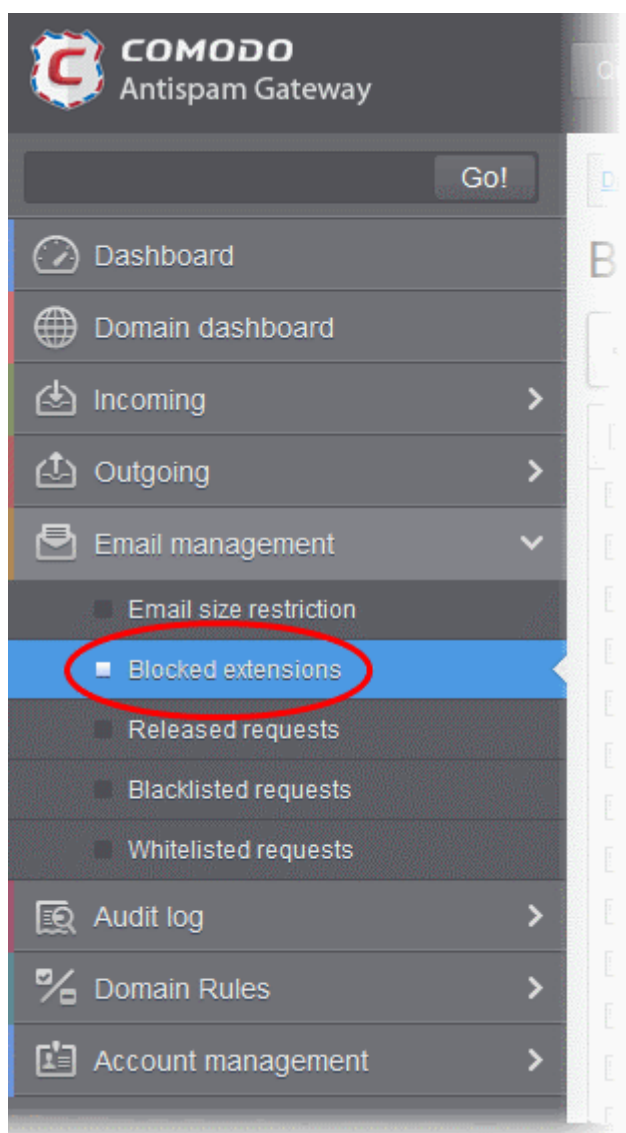 COMODO
Antispam Gateway
Go!
Dashboard
Domain dashboard
Incoming
Outgoing
Email management
Email size restriction
Blocked extensions
Released requests
Blacklisted requests
Whitelisted requests
Audit log
Domain Rules
Account management